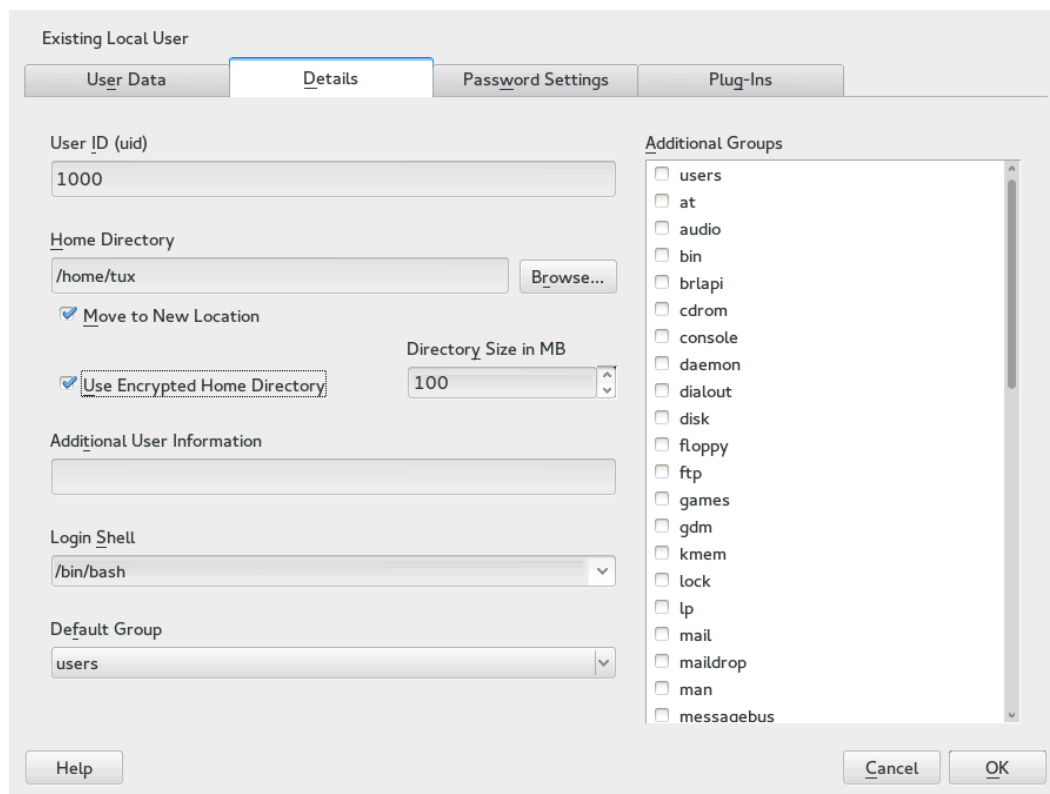 Existing Local User
User Data
Details
Password Settings
Plug-Ins
User ID (uid)
1000
Home Directory
/home/tux
Browse...
Move to New Location
Directory Size in MB
Use Encrypted Home Directory
100
Additional User Information
Login Shell
/bin/bash
Default Group
users
Additional Groups
users
at
audio
bin
brlapi
cdrom
console
daemon
dialout
disk
floppy
ftp
games
gdm
kmem
lock
lp
mail
maildrop
man
messagebus
Help
Cancel
OK